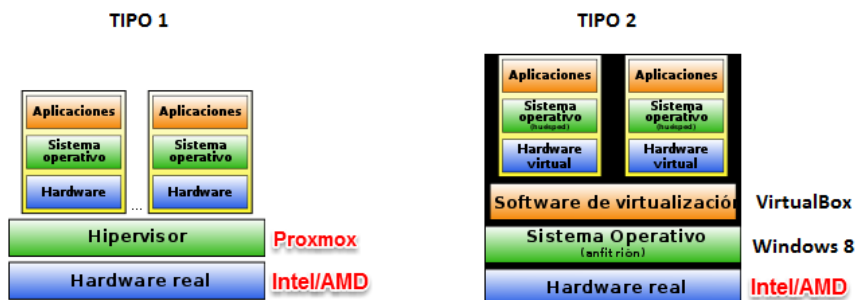 TIPO 1
Aplicaciones
Aplicaciones
Sistema
operativo
Sistema
operativo
Hardware
...
Hardware
Hipervisor
Proxmox
Hardware real
Intel/AMD
TIPO 2
Aplicaciones
Aplicaciones
Sistema
operativo
(huésped)
Sistema
operativo
(huésped)
Hardware
virtual
Hardware
virtual
Software de virtualización
VirtualBox
Sistema Operativo
(anfitrión)
Windows 8
Hardware real
Intel/AMD